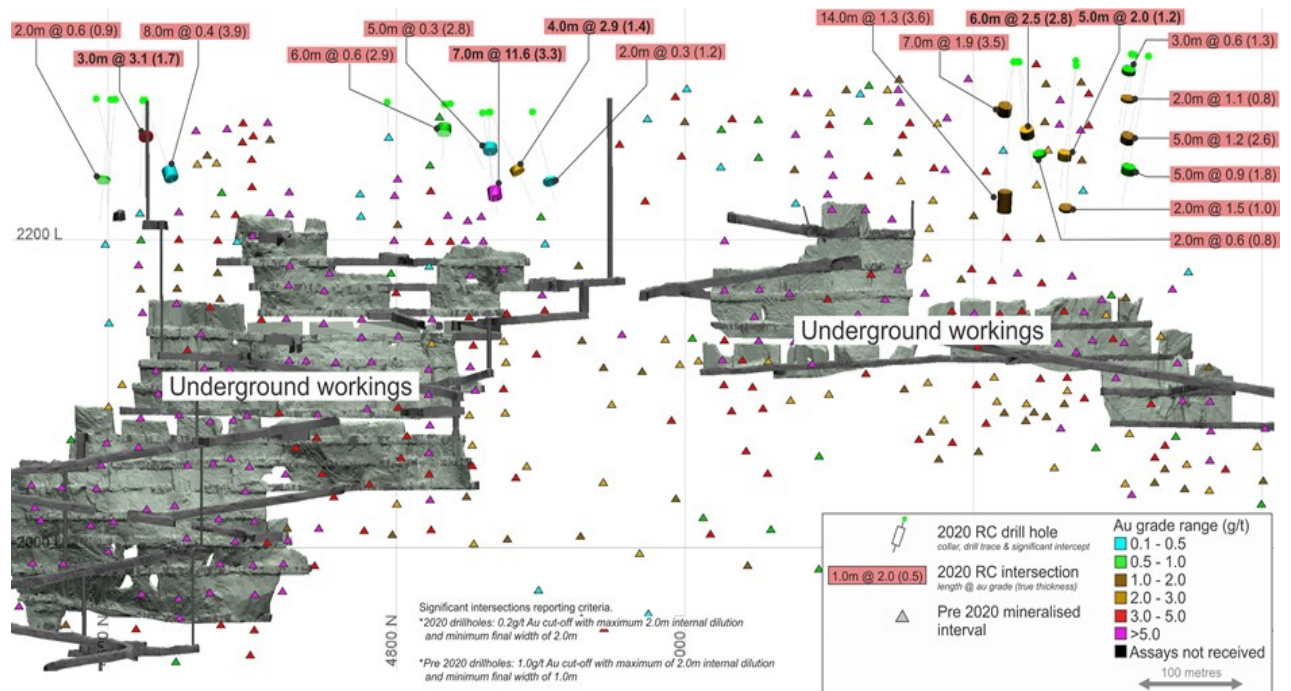 2.0m @ 0.6 (0.9)
8.0m @ 0.4 (3.9)
3.0m @ 3.1 (1.7)
5.0m @ 0.3 (2.8)
4.0m @ 2.9 (1.4)
6.0m @ 0.6 (2.9)
7.0m @ 11.6 (3.3)
2.0m @ 0.3 (1.2)
14.0m @ 1.3 (3.6)
6.0m @ 2.5 (2.8)
5.0m @ 2.0 (1.2)
7.0m @ 1.9 (3.5)
3.0m @ 0.6 (1.3)
2.0m @ 1.1 (0.8)
5.0m @ 1.2 (2.6)
5.0m @ 0.9 (1.8)
2.0m @ 1.5 (1.0)
2.0m @ 0.6 (0.8)
2200 L
Underground workings
Underground workings
2000 L
4800 N
Significant intersections reporting criteria.
*2020 drillholes: 0.2g/t Au cut-off with maximum 2.0m internal dilution
and minimum final width of 2.0m
*Pre 2020 drillholes: 1.0g/t Au cut-off with maximum of 2.0m internal dilution
and minimum final width of 1.0m
2020 RC drill hole
collar, drill trace & significant intercept
1.0m @ 2.0 (0.5)
2020 RC intersection
length @ au grade (true thickness)
Pre 2020 mineralised
interval
Au grade range (g/t)
0.1 - 0.5
0.5 - 1.0
1.0 - 2.0
2.0 - 3.0
3.0 - 5.0
>5.0
Assays not received
100 metres